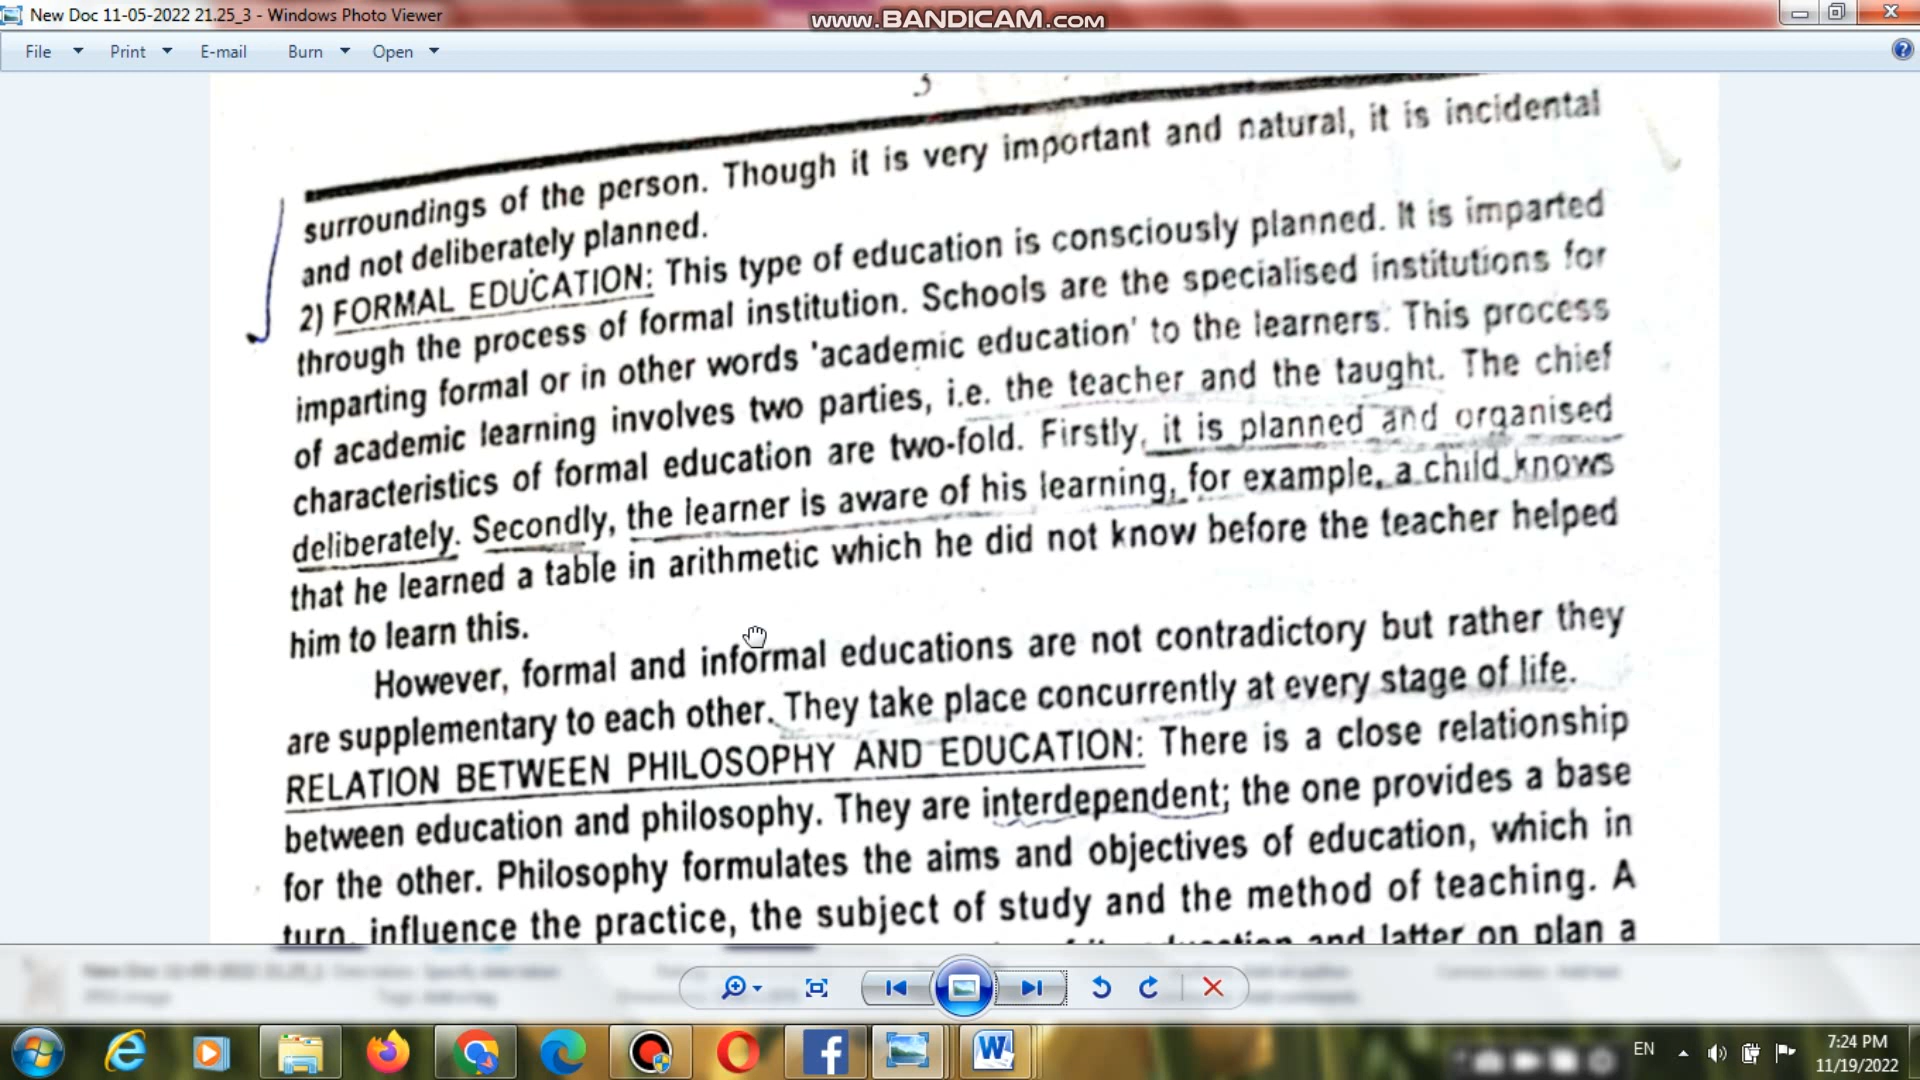 New Doc 11-05-2022 21.25_3 - Windows Photo Viewer
www.BANDICAM.com
File Print E-mail Burn Open
surroundings of the person. Though it is very important and natural, it is incidental
and not deliberately planned.
2) FORMAL EDUCATION: This type of education is consciously planned. It is imparted
through the process of formal institution. Schools are the specialised institutions for
imparting formal or in other words 'academic education' to the learners. This process
of academic learning involves two parties, i.e. the teacher and the taught. The chief
characteristics of formal education are two-fold. Firstly, it is planned and organised
deliberately. Secondly, the learner is aware of his learning, for example, a child knows
that he learned a table in arithmetic which he did not know before the teacher helped
him to learn this.
However, formal and informal educations are not contradictory but rather they
are supplementary to each other. They take place concurrently at every stage of life.
RELATION BETWEEN PHILOSOPHY AND EDUCATION: There is a close relationship
between education and philosophy. They are interdependent; the one provides a base
for the other. Philosophy formulates the aims and objectives of education, which in
turn, influence the practice, the subject of study and the method of teaching. A
education and latter on plan a
EN
7:24 PM
11/19/2022